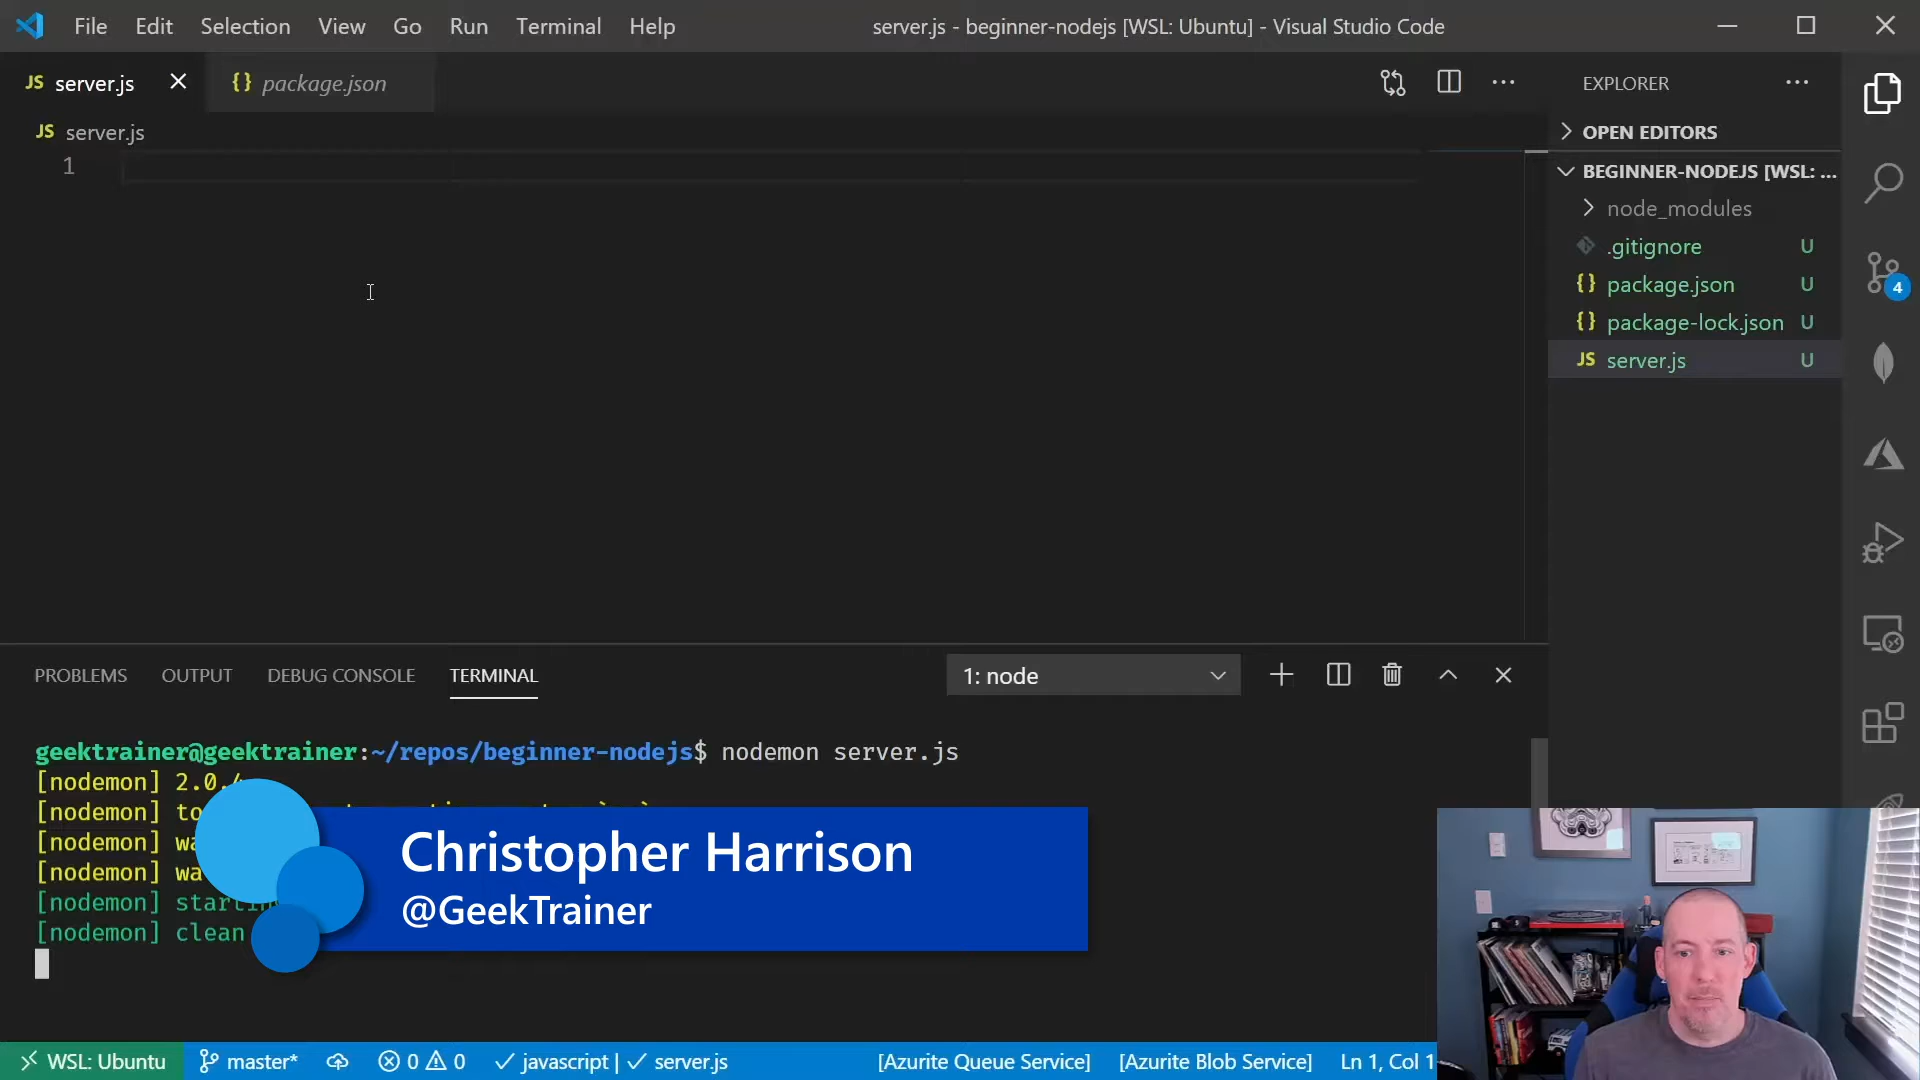 File Edit Selection View Go Run Terminal Help
server.js - beginner-nodejs [WSL: Ubuntu] - Visual Studio Code
JS server.js
{} package.json
EXPLORER
JS server.js
1
OPEN EDITORS
BEGINNER-NODEJS [WSL: ...
node_modules
.gitignore U
{} package.json U
{} package-lock.json U
JS server.js U
4
PROBLEMS OUTPUT DEBUG CONSOLE TERMINAL
1: node
geektrainer@geektrainer:~/repos/beginner-nodejs$ nodemon server.js
[nodemon] 2.0.
[nodemon] to
[nodemon] wa
[nodemon] wa
[nodemon] startin
[nodemon] clean
Christopher Harrison
@GeekTrainer
WSL: Ubuntu master* 0 0 javascript | server.js [Azurite Queue Service] [Azurite Blob Service] Ln 1, Col 1